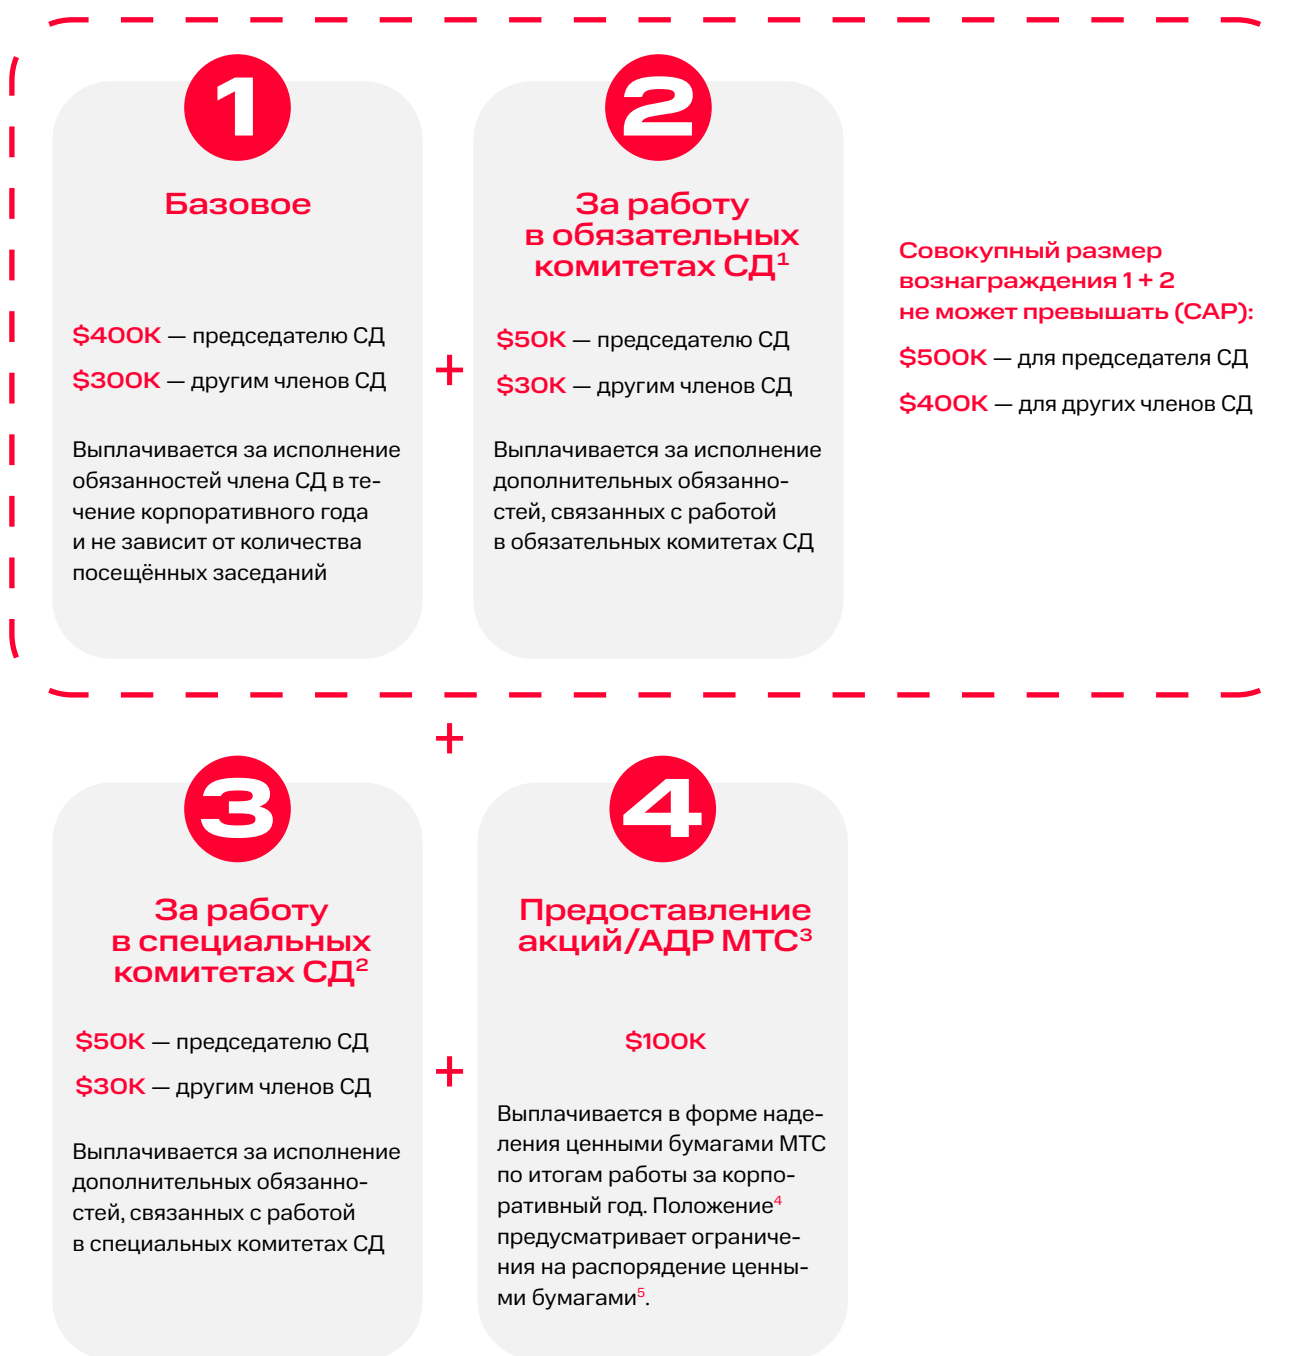 1
Базовое
$400K — председателю СД
$300K — другим членов СД
Выплачивается за исполнение
обязанностей члена СД в те-
чение корпоративного года
и не зависит от количества
посещённых заседаний
+
2
За работу
в обязательных
комитетах СД¹
$50K — председателю СД
$30K — другим членов СД
Выплачивается за исполнение
дополнительных обязанно-
стей, связанных с работой
в обязательных комитетах СД
Совокупный размер
вознаграждения 1 + 2
не может превышать (CAP):
$500K — для председателя СД
$400K — для других членов СД
+
3
За работу
в специальных
комитетах СД²
$50K — председателю СД
$30K — другим членов СД
Выплачивается за исполнение
дополнительных обязанно-
стей, связанных с работой
в специальных комитетах СД
+
4
Предоставление
акций/АДР МТС³
$100K
Выплачивается в форме наде-
ления ценными бумагами МТС
по итогам работы за корпо-
ративный год. Положение⁴
предусматривает ограниче-
ния на распорядение ценны-
ми бумагами⁵.